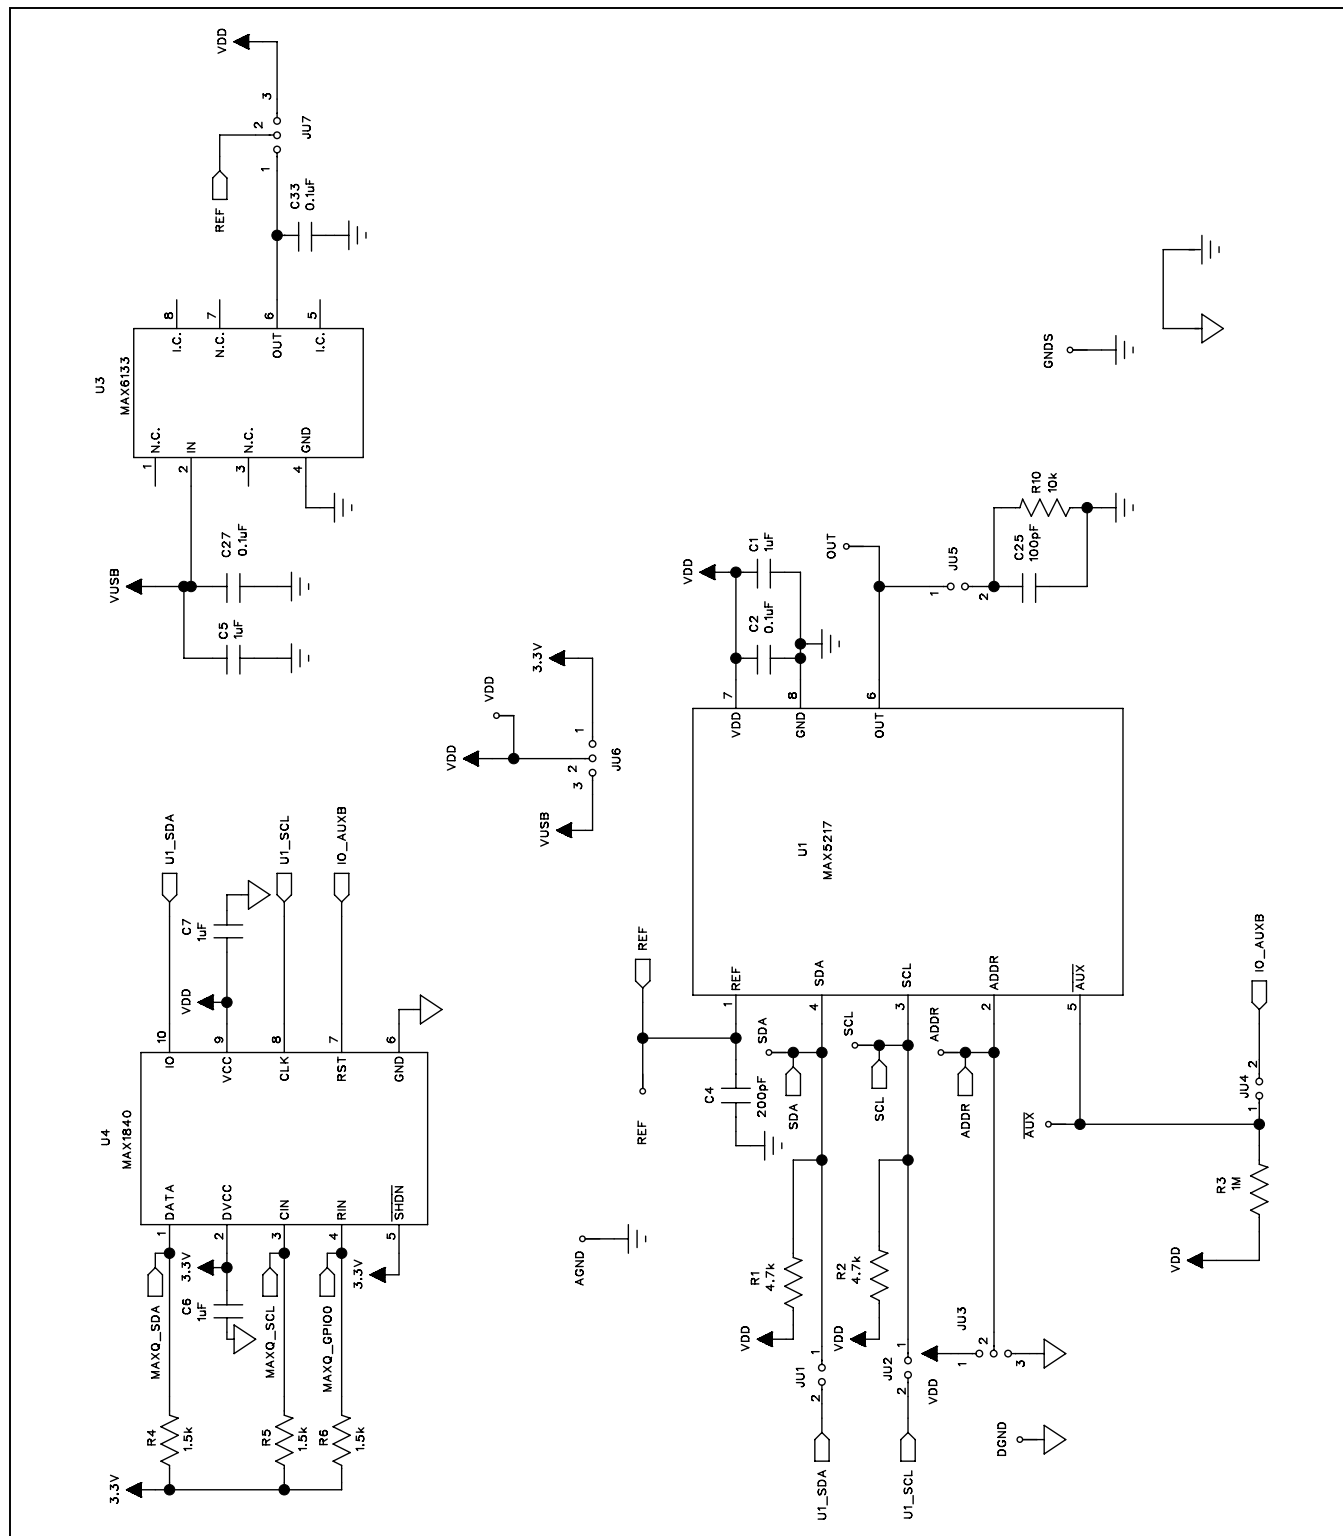 VDD
3
2
JU7
1
REF
C33
0.1uF
U3
MAX6133
I.C.
8
N.C.
7
OUT
6
I.C.
5
1
N.C.
2
IN
3
N.C.
4
GND
C27
0.1uF
VUSB
C5
1uF
GNDS
VDD
C1
1uF
C2
0.1uF
OUT
JU5
1
2
C25
100pF
R10
10k
3.3V
VDD
VDD
1
2
3
JU6
VUSB
VDD
7
GND
8
OUT
6
U1
MAX5217
REF
1
SDA
4
SCL
3
ADDR
2
AUX
5
REF
REF
C4
200pF
SDA
SDA
SCL
SCL
ADDR
ADDR
AUX
IO_AUXB
JU4
2
1
R3
1M
VDD
AGND
R1
4.7k
VDD
R2
4.7k
VDD
JU1
1
2
JU2
1
2
JU3
VDD
1
2
3
DGND
U1_SDA
U1_SCL
U1_SDA
U1_SCL
IO_AUXB
C7
1uF
VDD
IO
10
VCC
9
CLK
8
RST
7
GND
6
U4
MAX1840
1
DATA
2
DVCC
3
CIN
4
RIN
5
SHDN
MAXQ_SDA
3.3V
C6
1uF
MAXQ_SCL
MAXQ_GPIO0
3.3V
R4
1.5k
R5
1.5k
R6
1.5k
3.3V